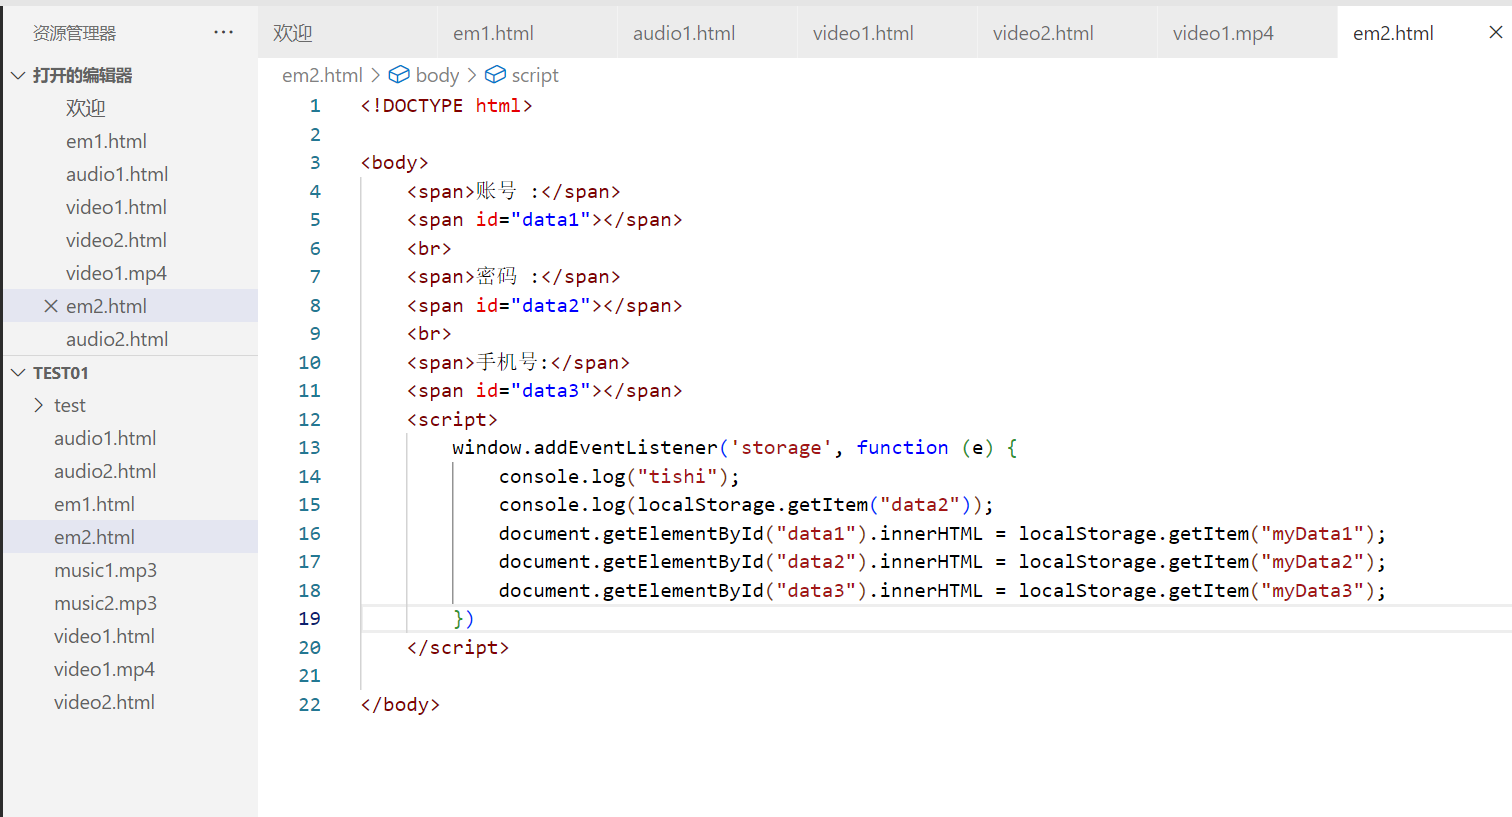 资源管理器 ···
打开的编辑器
欢迎
em1.html
audio1.html
video1.html
video2.html
video1.mp4
em2.html
audio2.html
TEST01
test
audio1.html
audio2.html
em1.html
em2.html
music1.mp3
music2.mp3
video1.html
video1.mp4
video2.html
欢迎 em1.html audio1.html video1.html video2.html video1.mp4 em2.html
em2.html > body > script
1 <!DOCTYPE html>
2
3 <body>
4 <span>账号 :</span>
5 <span id="data1"></span>
6 <br>
7 <span>密码 :</span>
8 <span id="data2"></span>
9 <br>
10 <span>手机号:</span>
11 <span id="data3"></span>
12 <script>
13 window.addEventListener('storage', function (e) {
14 console.log("tishi");
15 console.log(localStorage.getItem("data2"));
16 document.getElementById("data1").innerHTML = localStorage.getItem("myData1");
17 document.getElementById("data2").innerHTML = localStorage.getItem("myData2");
18 document.getElementById("data3").innerHTML = localStorage.getItem("myData3");
19 })
20 </script>
21
22 </body>